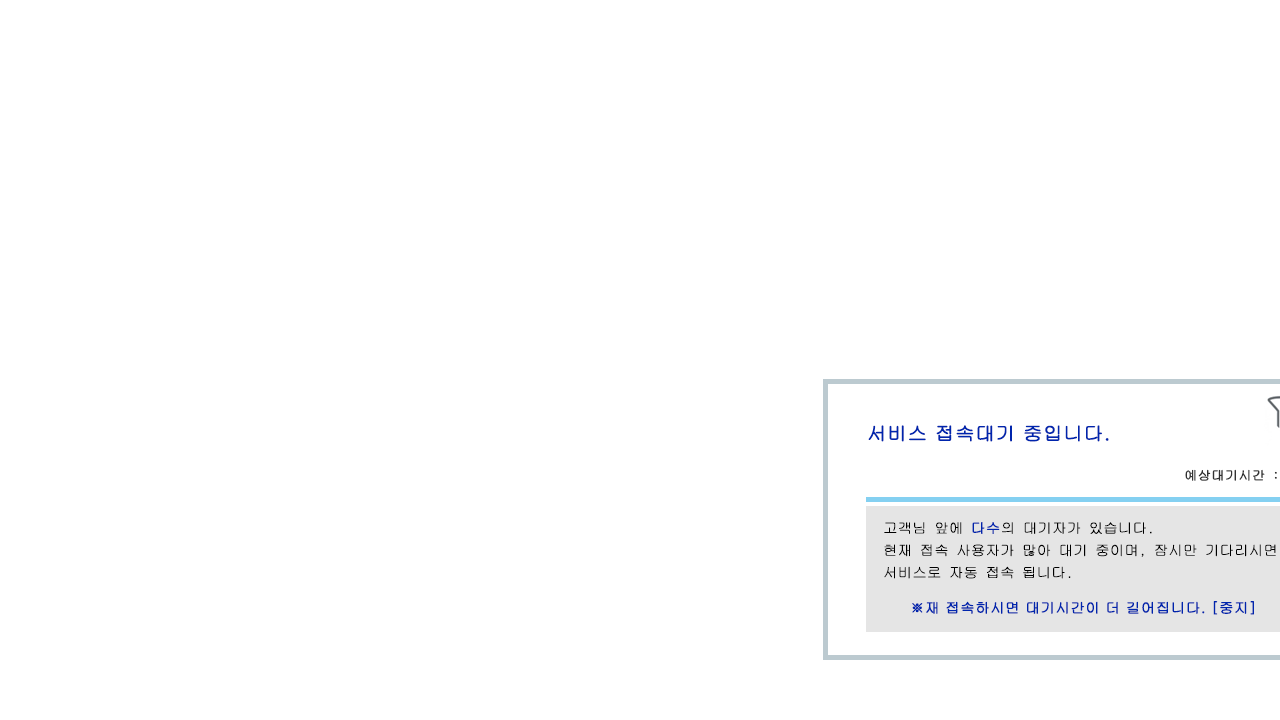 서비스 접속대기 중입니다.
예상대기시간 :
고객님 앞에 다수의 대기자가 있습니다.
현재 접속 사용자가 많아 대기 중이며, 잠시만 기다리시면
서비스로 자동 접속 됩니다.
※재 접속하시면 대기시간이 더 길어집니다. [중지]